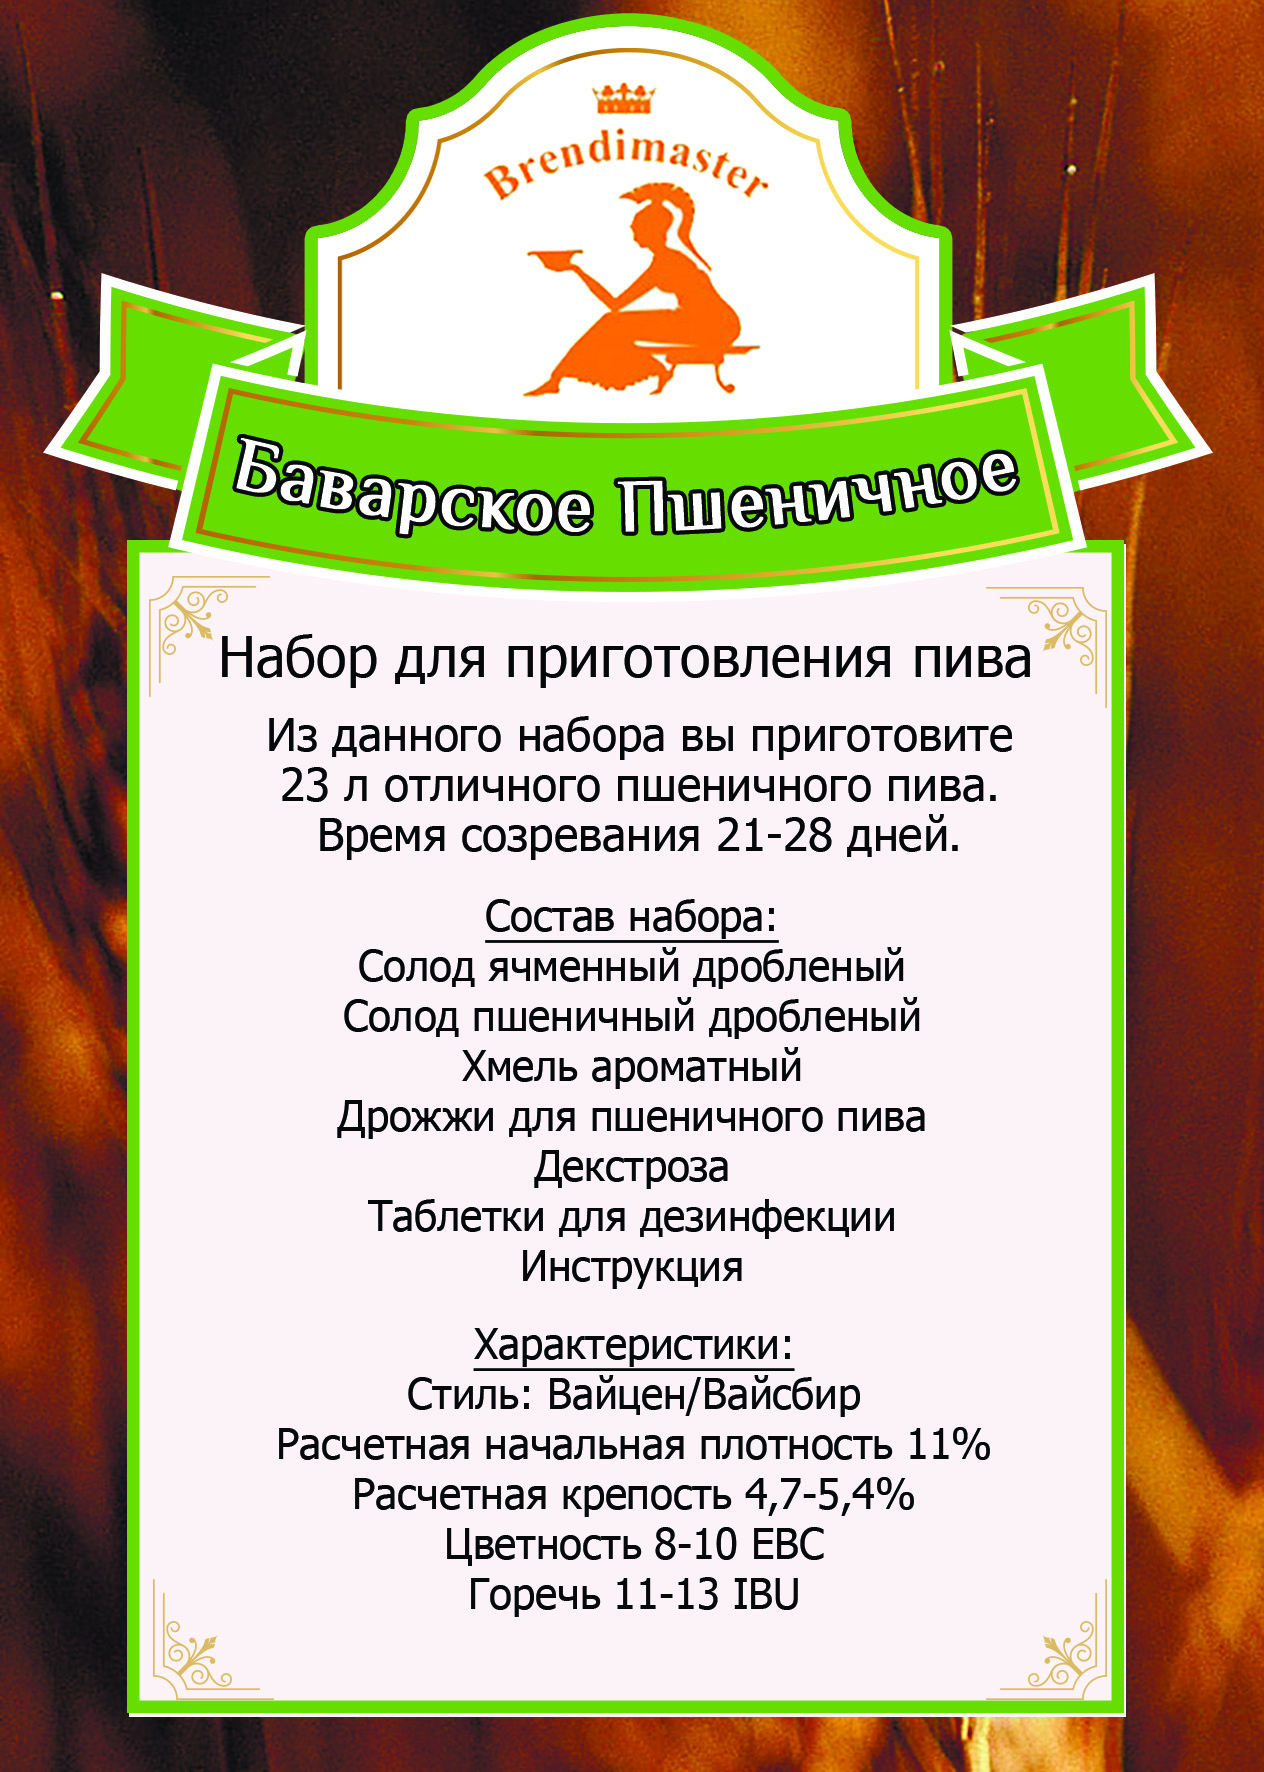 Brendimaster
Баварское Пшеничное
Набор для приготовления пива
Из данного набора вы приготовите
23 л отличного пшеничного пива.
Время созревания 21-28 дней.
Состав набора:
Солод ячменный дробленый
Солод пшеничный дробленый
Хмель ароматный
Дрожжи для пшеничного пива
Декстроза
Таблетки для дезинфекции
Инструкция
Характеристики:
Стиль: Вайцен/Вайсбир
Расчетная начальная плотность 11%
Расчетная крепость 4,7-5,4%
Цветность 8-10 EBC
Горечь 11-13 IBU